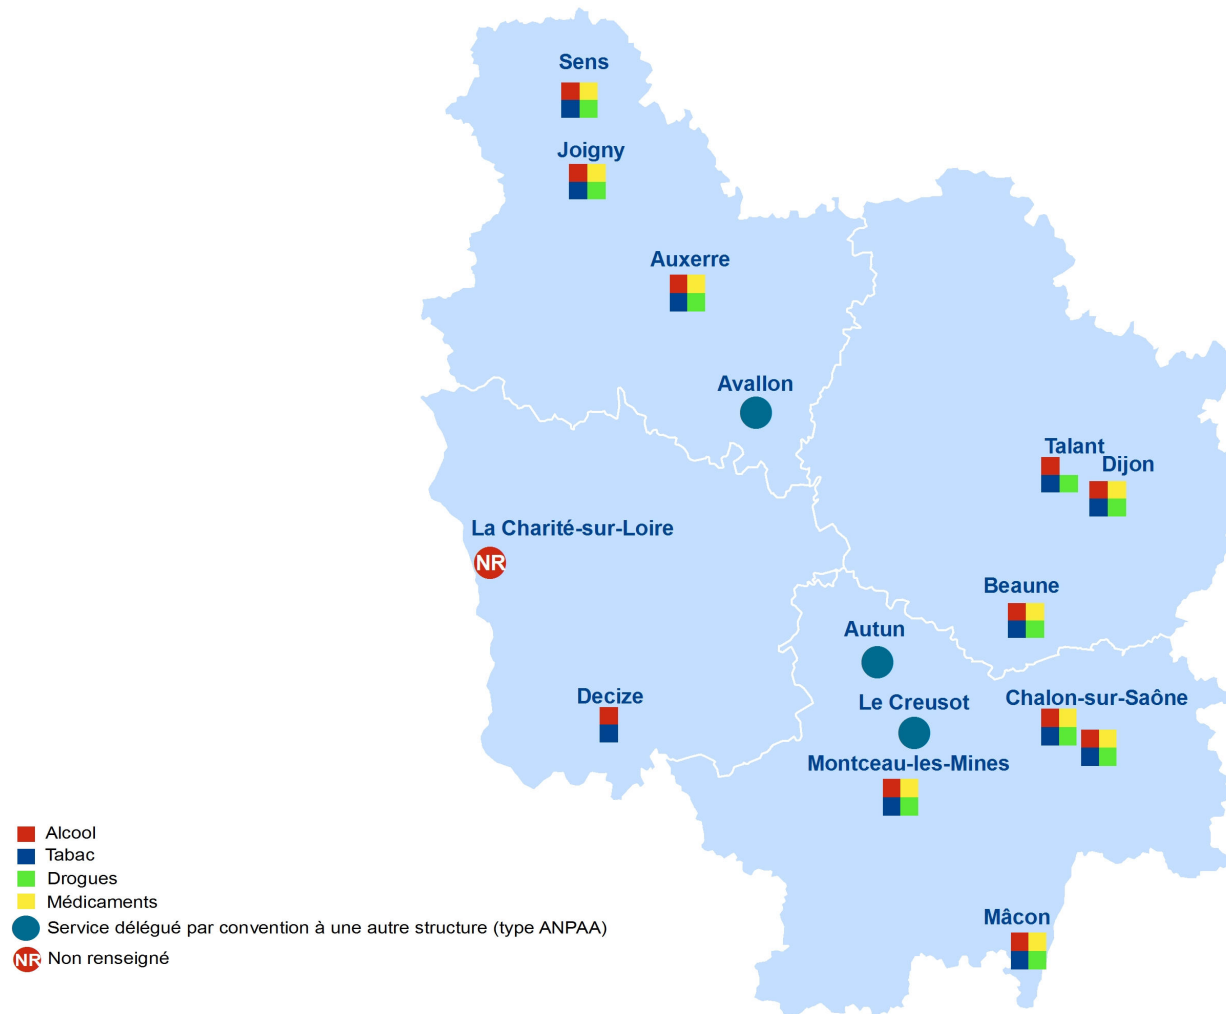 Sens
Joigny
Auxerre
Avallon
Talant
Dijon
La Charité-sur-Loire
NR
Beaune
Autun
Decize
Le Creusot
Chalon-sur-Saône
Montceau-les-Mines
Mâcon
Alcool
Tabac
Drogues
Médicaments
Service délégué par convention à une autre structure (type ANPAA)
NR Non renseigné